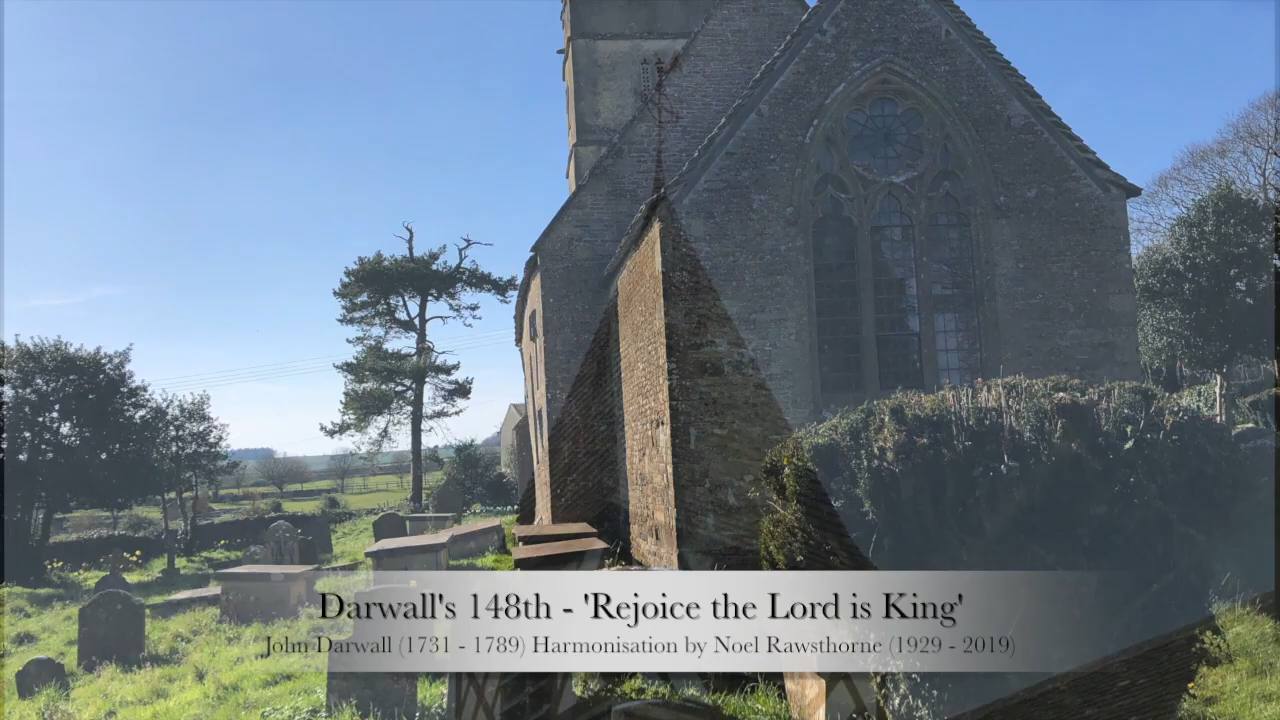 Darwall's 148th - 'Rejoice the Lord is King'
John Darwall (1731 - 1789) Harmonisation by Noel Rawsthorne (1929 - 2019)